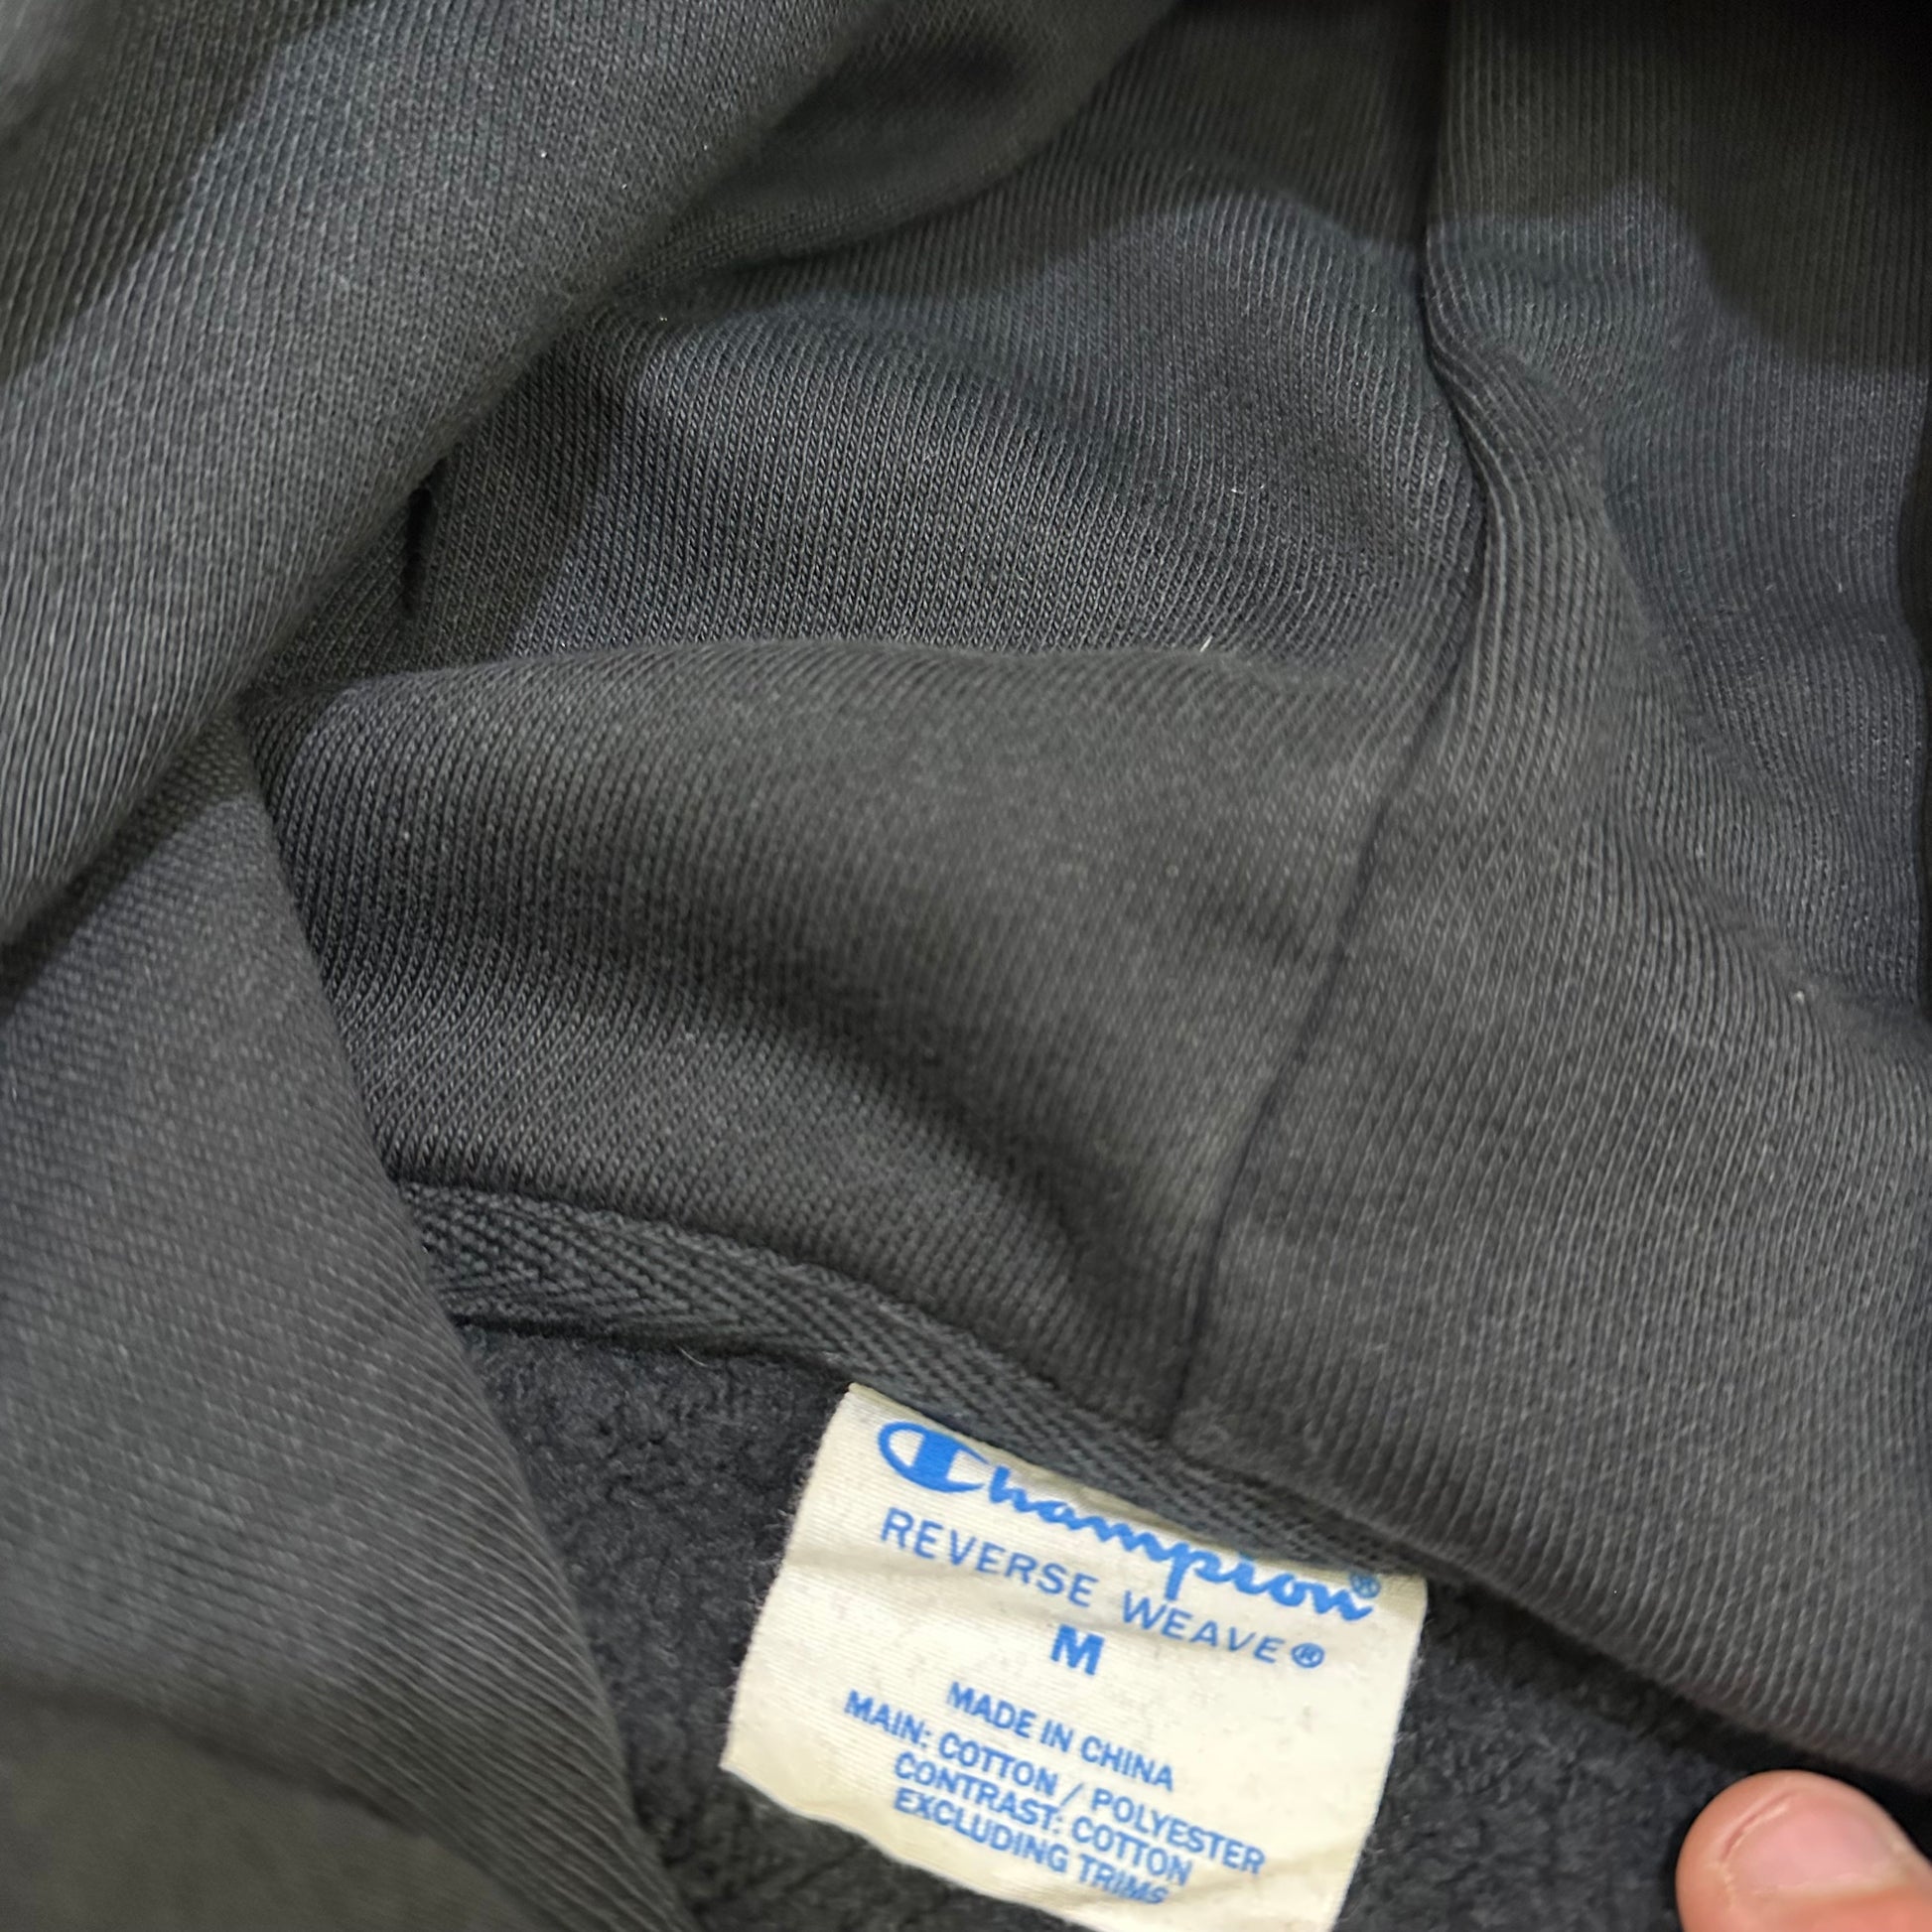 Champion®
REVERSE WEAVE®
M
MADE IN CHINA
MAIN: COTTON / POLYESTER
CONTRAST: COTTON
EXCLUDING TRIMS